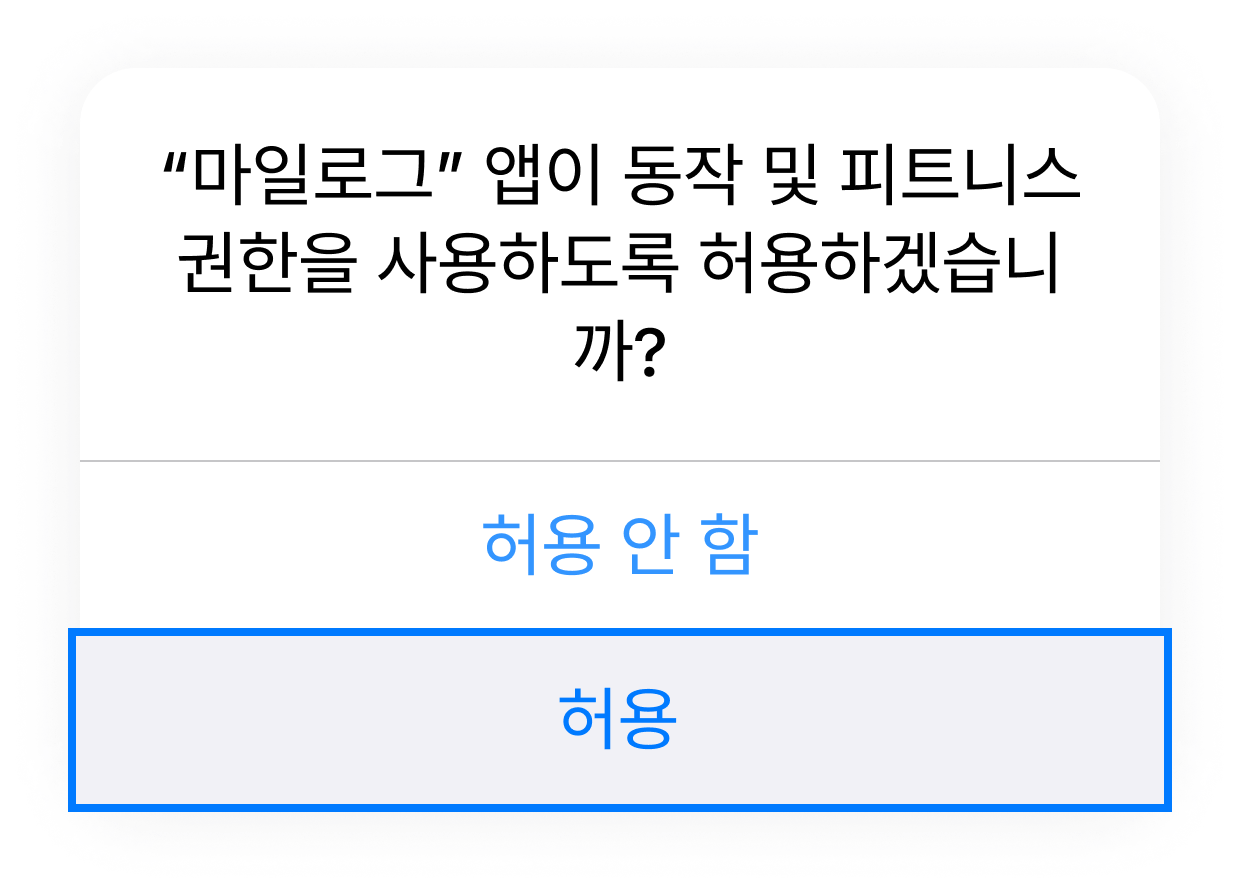 “마일로그” 앱이 동작 및 피트니스
권한을 사용하도록 허용하겠습니
까?
허용 안 함
허용